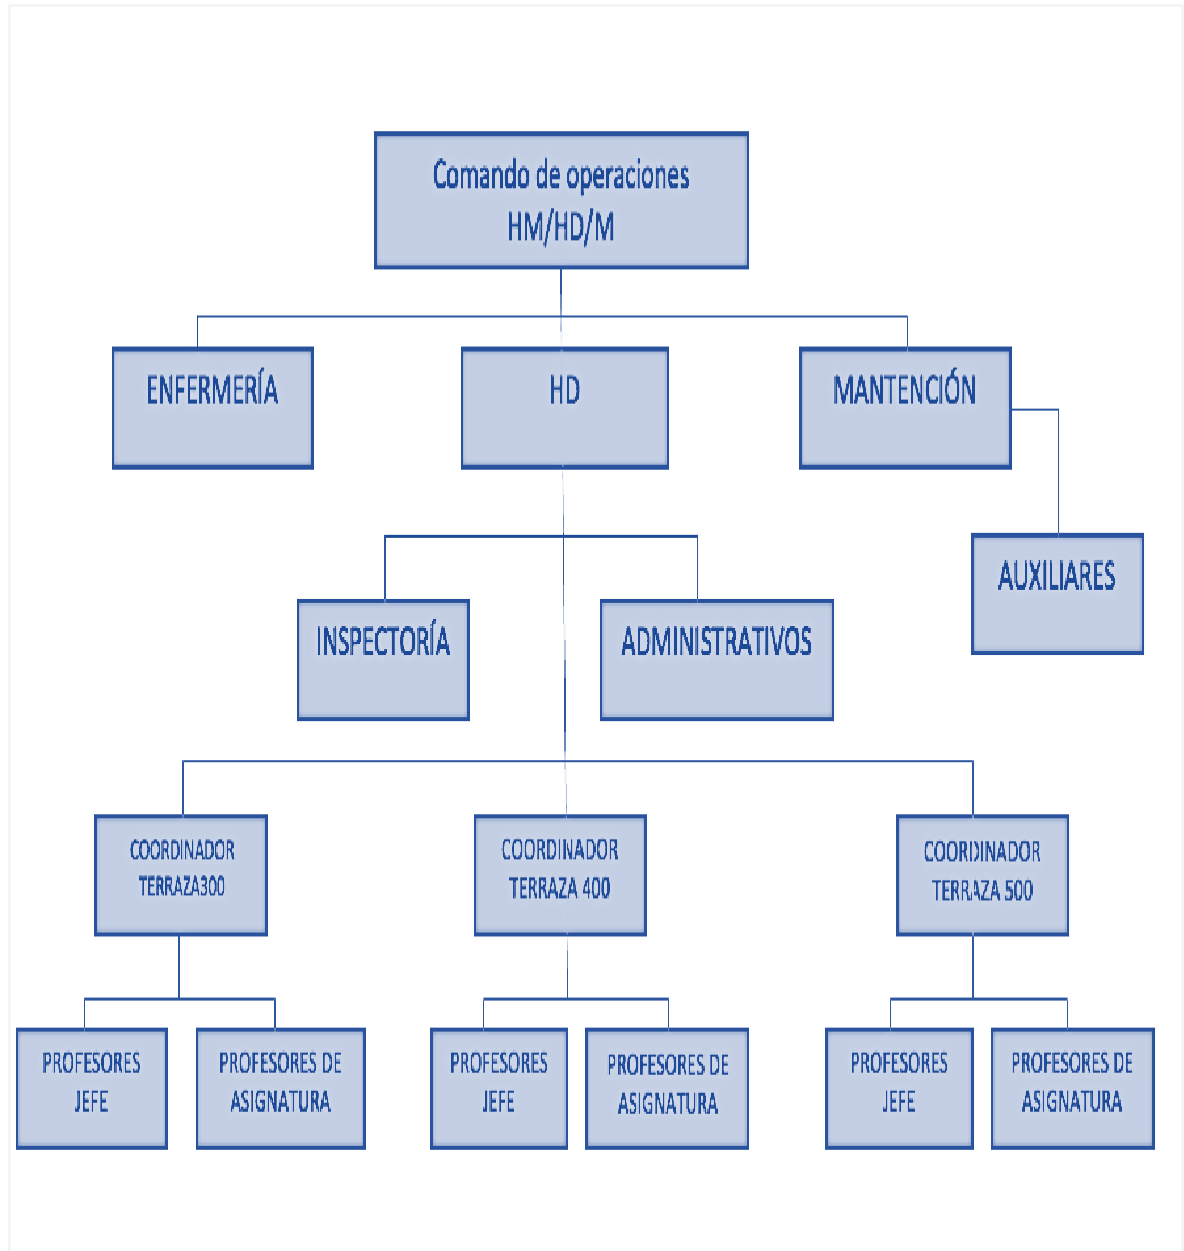 Comando de operaciones
HM/HD/M
ENFERMERÍA
HD
MANTENCIÓN
AUXILIARES
INSPECTORÍA
ADMINISTRATIVOS
COORDINADOR
TERRAZA300
COORDINADOR
TERRAZA 400
COORDINADOR
TERRAZA 500
PROFESORES
JEFE
PROFESORES DE
ASIGNATURA
PROFESORES
JEFE
PROFESORES DE
ASIGNATURA
PROFESORES
JEFE
PROFESORES DE
ASIGNATURA